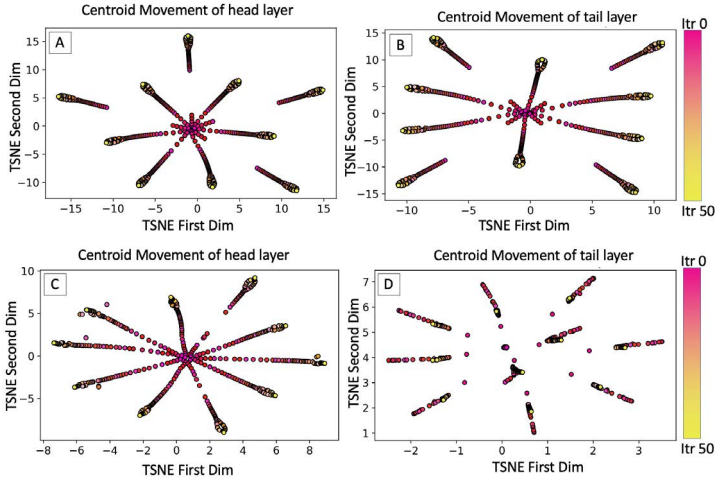 Centroid Movement of head layer
A
15
10
5
0
−5
−10
−15 −10 −5 0 5 10 15
TSNE Second Dim
TSNE First Dim
Centroid Movement of tail layer
B
15
10
5
0
−5
−10
−15
−10 −5 0 5 10
TSNE Second Dim
TSNE First Dim
Itr 0
Itr 50
Centroid Movement of head layer
C
10
5
0
−5
−8 −6 −4 −2 0 2 4 6 8
TSNE Second Dim
TSNE First Dim
Centroid Movement of tail layer
D
7
6
5
4
3
2
1
−2 −1 0 1 2 3
TSNE Second Dim
TSNE First Dim
Itr 0
Itr 50